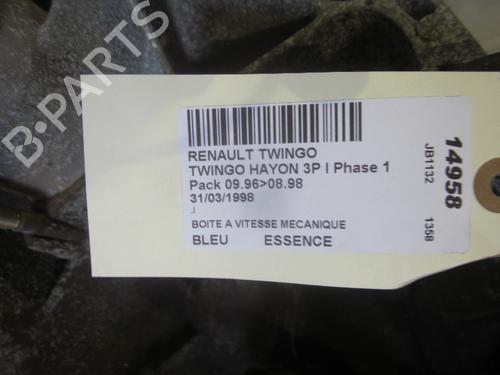 B-PARTS
RENAULT TWINGO
TWINGO HAYON 3P I Phase 1
Pack 09.96>08.98
31/03/1998
.I
BOITE A VITESSE MECANIQUE
BLEU ESSENCE
14958
JB1132 1358